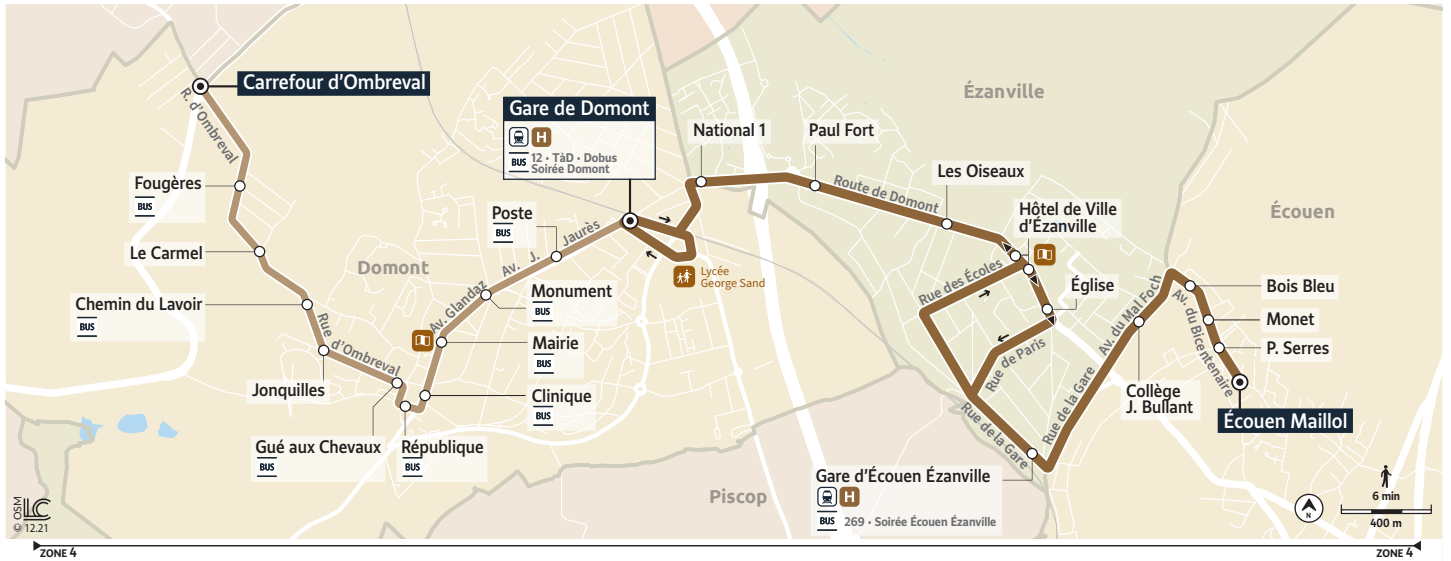 Carrefour d'Ombreval
R. d'Ombreval
Fougères
BUS
Le Carmel
Chemin du Lavoir
BUS
Rue
d'Ombreval
Jonquilles
Gué aux Chevaux
BUS
République
BUS
Domont
Clinique
BUS
Mairie
BUS
Monument
BUS
Av. Glandaz
Poste
BUS
Av. J. Jaurès
Gare de Domont
H
BUS
12 • TàD • Dobus
Soirée Domont
Lycée
George Sand
National 1
Paul Fort
Route de Domont
Les Oiseaux
Ézanville
Hôtel de Ville
d'Ézanville
Rue des Écoles
Église
Rue de Paris
Rue de la Gare
Gare d'Écouen Ézanville
H
BUS
269 • Soirée Écouen Ézanville
Piscop
Rue de la Gare
Av. du Mal Foch
Collège
J. Bullant
Écouen
Bois Bleu
Monet
P. Serres
Av. du Bicentenaire
Écouen Maillol
N
6 min
400 m
© OSM
LC
12.21
ZONE 4
ZONE 4